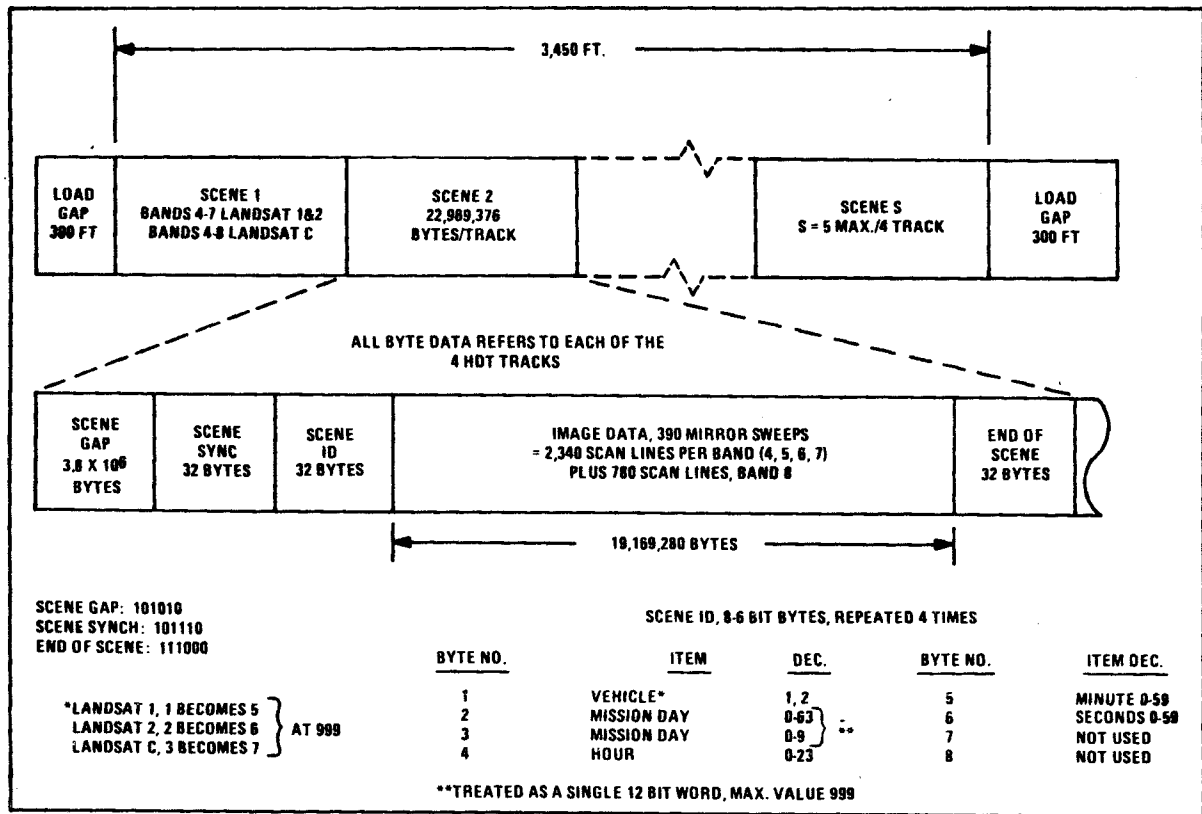 3,450 FT.
LOAD GAP 300 FT
SCENE 1
BANDS 4-7 LANDSAT 1&2
BANDS 4-8 LANDSAT C
SCENE 2
22,989,376
BYTES/TRACK
SCENE S
S = 5 MAX./4 TRACK
LOAD GAP 300 FT
ALL BYTE DATA REFERS TO EACH OF THE
4 HDT TRACKS
SCENE
GAP
3.8 X 10⁶
BYTES
SCENE
SYNC
32 BYTES
SCENE
ID
32 BYTES
IMAGE DATA, 390 MIRROR SWEEPS
= 2,340 SCAN LINES PER BAND (4, 5, 6, 7)
PLUS 780 SCAN LINES, BAND 8
END OF
SCENE
32 BYTES
19,169,280 BYTES
SCENE GAP: 101010
SCENE SYNCH: 101110
END OF SCENE: 111000
*LANDSAT 1, 1 BECOMES 5
LANDSAT 2, 2 BECOMES 6
LANDSAT C, 3 BECOMES 7
AT 999
SCENE ID, 8-6 BIT BYTES, REPEATED 4 TIMES
BYTE NO. ITEM DEC. BYTE NO. ITEM DEC.
1 VEHICLE* 1, 2 5 MINUTE 0-59
2 MISSION DAY 0-63 6 SECONDS 0-59
3 MISSION DAY 0-9 ** 7 NOT USED
4 HOUR 0-23 8 NOT USED
**TREATED AS A SINGLE 12 BIT WORD, MAX. VALUE 999